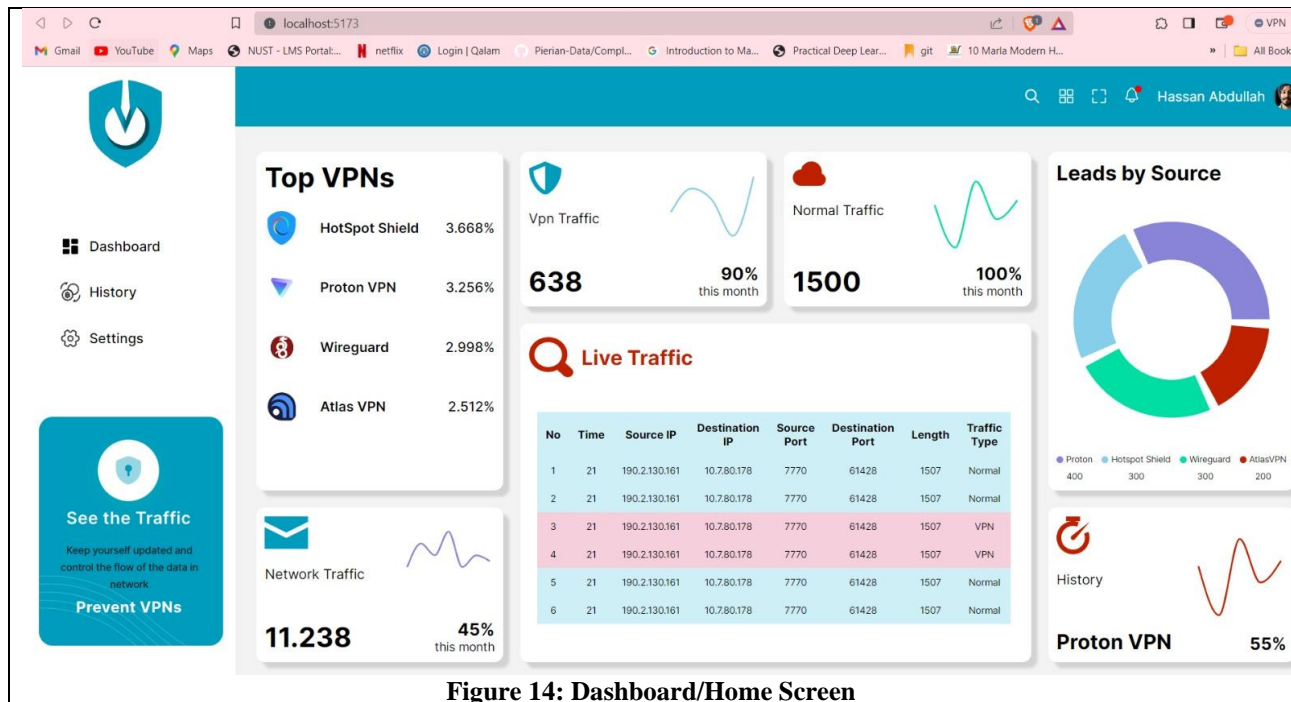 localhost:5173
VPN
Gmail YouTube Maps NUST - LMS Portal:... netflix Login | Qalam Pierian-Data/Compl... Introduction to Ma... Practical Deep Lear... git 10 Marla Modern H... » All Book
Hassan Abdullah
Dashboard
History
Settings
See the Traffic
Keep yourself updated and
control the flow of the data in
network
Prevent VPNs
Top VPNs
HotSpot Shield 3.668%
Proton VPN 3.256%
Wireguard 2.998%
Atlas VPN 2.512%
Vpn Traffic
638
90%
this month
Normal Traffic
1500
100%
this month
Leads by Source
Proton Hotspot Shield Wireguard AtlasVPN
400 300 300 200
Network Traffic
11.238
45%
this month
Live Traffic
No Time Source IP Destination IP Source Port Destination Port Length Traffic Type
1 21 190.2.130.161 10.7.80.178 7770 61428 1507 Normal
2 21 190.2.130.161 10.7.80.178 7770 61428 1507 Normal
3 21 190.2.130.161 10.7.80.178 7770 61428 1507 VPN
4 21 190.2.130.161 10.7.80.178 7770 61428 1507 VPN
5 21 190.2.130.161 10.7.80.178 7770 61428 1507 Normal
6 21 190.2.130.161 10.7.80.178 7770 61428 1507 Normal
History
Proton VPN 55%
Figure 14: Dashboard/Home Screen